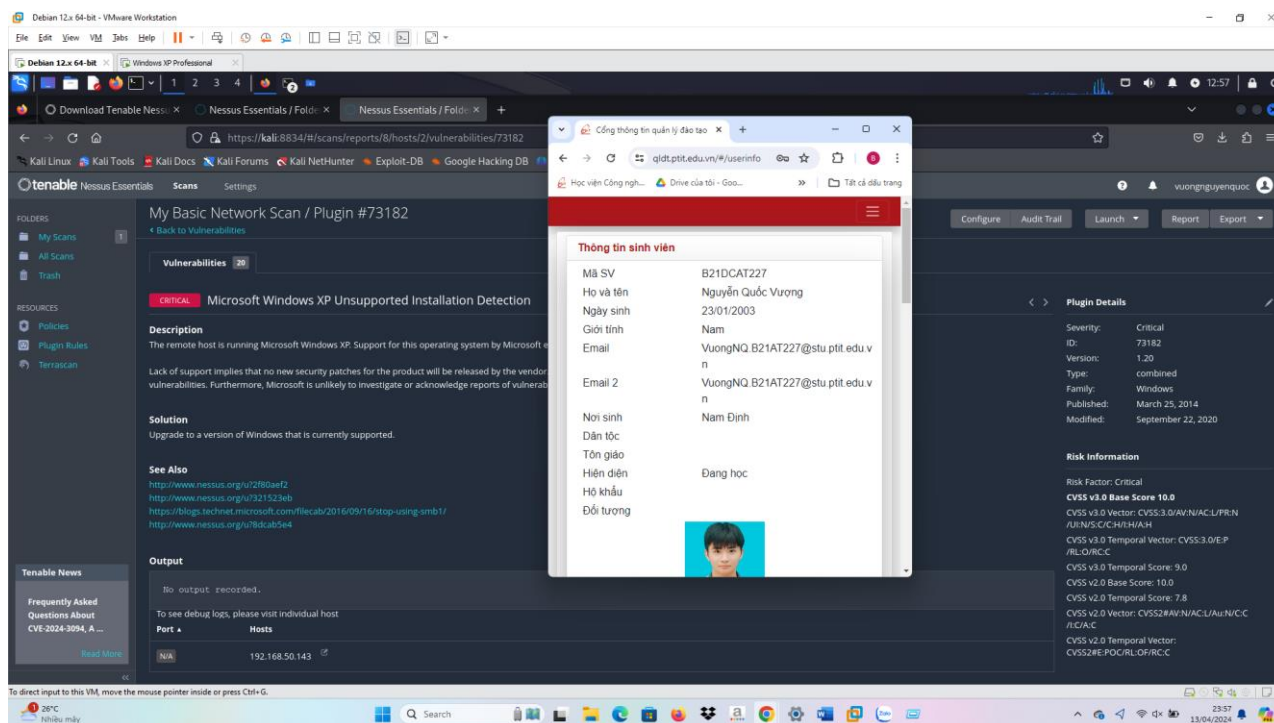 Debian 12.x 64-bit - VMware Workstation
File Edit View VM Tabs Help
Debian 12.x 64-bit Windows XP Professional
1 2 3 4 12:57
Download Tenable Nessu Nessus Essentials / Folde Nessus Essentials / Folde
https://kali:8834/#/scans/reports/8/hosts/2/vulnerabilities/73182
Kali Linux Kali Tools Kali Docs Kali Forums Kali NetHunter Exploit-DB Google Hacking DB
tenable Nessus Essentials Scans Settings vuongnguyenquoc
FOLDERS
My Scans 1
All Scans
Trash
RESOURCES
Policies
Plugin Rules
Terrascan
Tenable News
Frequently Asked
Questions About
CVE-2024-3094, A ...
Read More
My Basic Network Scan / Plugin #73182
< Back to Vulnerabilities
Configure Audit Trail Launch Report Export
Vulnerabilities 20
CRITICAL Microsoft Windows XP Unsupported Installation Detection
Description
The remote host is running Microsoft Windows XP. Support for this operating system by Microsoft e
Lack of support implies that no new security patches for the product will be released by the vendor
vulnerabilities. Furthermore, Microsoft is unlikely to investigate or acknowledge reports of vulnerab
Solution
Upgrade to a version of Windows that is currently supported.
See Also
http://www.nessus.org/u?2f80aef2
http://www.nessus.org/u?321523eb
https://blogs.technet.microsoft.com/filecab/2016/09/16/stop-using-smb1/
http://www.nessus.org/u?8dcab5e4
Output
No output recorded.
To see debug logs, please visit individual host
Port Hosts
N/A 192.168.50.143
Cổng thông tin quản lý đào tạo
qldt.ptit.edu.vn/#/userinfo
Học viện Công ngh... Drive của tôi - Goo... » Tất cả dấu trang
Thông tin sinh viên
Mã SV B21DCAT227
Họ và tên Nguyễn Quốc Vượng
Ngày sinh 23/01/2003
Giới tính Nam
Email VuongNQ.B21AT227@stu.ptit.edu.v
n
Email 2 VuongNQ.B21AT227@stu.ptit.edu.v
n
Nơi sinh Nam Định
Dân tộc
Tôn giáo
Hiện diện Đang học
Hộ khẩu
Đối tượng
Plugin Details
Severity: Critical
ID: 73182
Version: 1.20
Type: combined
Family: Windows
Published: March 25, 2014
Modified: September 22, 2020
Risk Information
Risk Factor: Critical
CVSS v3.0 Base Score 10.0
CVSS v3.0 Vector: CVSS:3.0/AV:N/AC:L/PR:N
/UI:N/S:C/C:H/I:H/A:H
CVSS v3.0 Temporal Vector: CVSS:3.0/E:P
/RL:O/RC:C
CVSS v3.0 Temporal Score: 9.0
CVSS v2.0 Base Score: 10.0
CVSS v2.0 Temporal Score: 7.8
CVSS v2.0 Vector: CVSS2#AV:N/AC:L/Au:N/C:C
/I:C/A:C
CVSS v2.0 Temporal Vector:
CVSS2#E:POC/RL:OF/RC:C
To direct input to this VM, move the mouse pointer inside or press Ctrl+G.
1 26°C
Nhiều mây
Search
23:57
13/04/2024